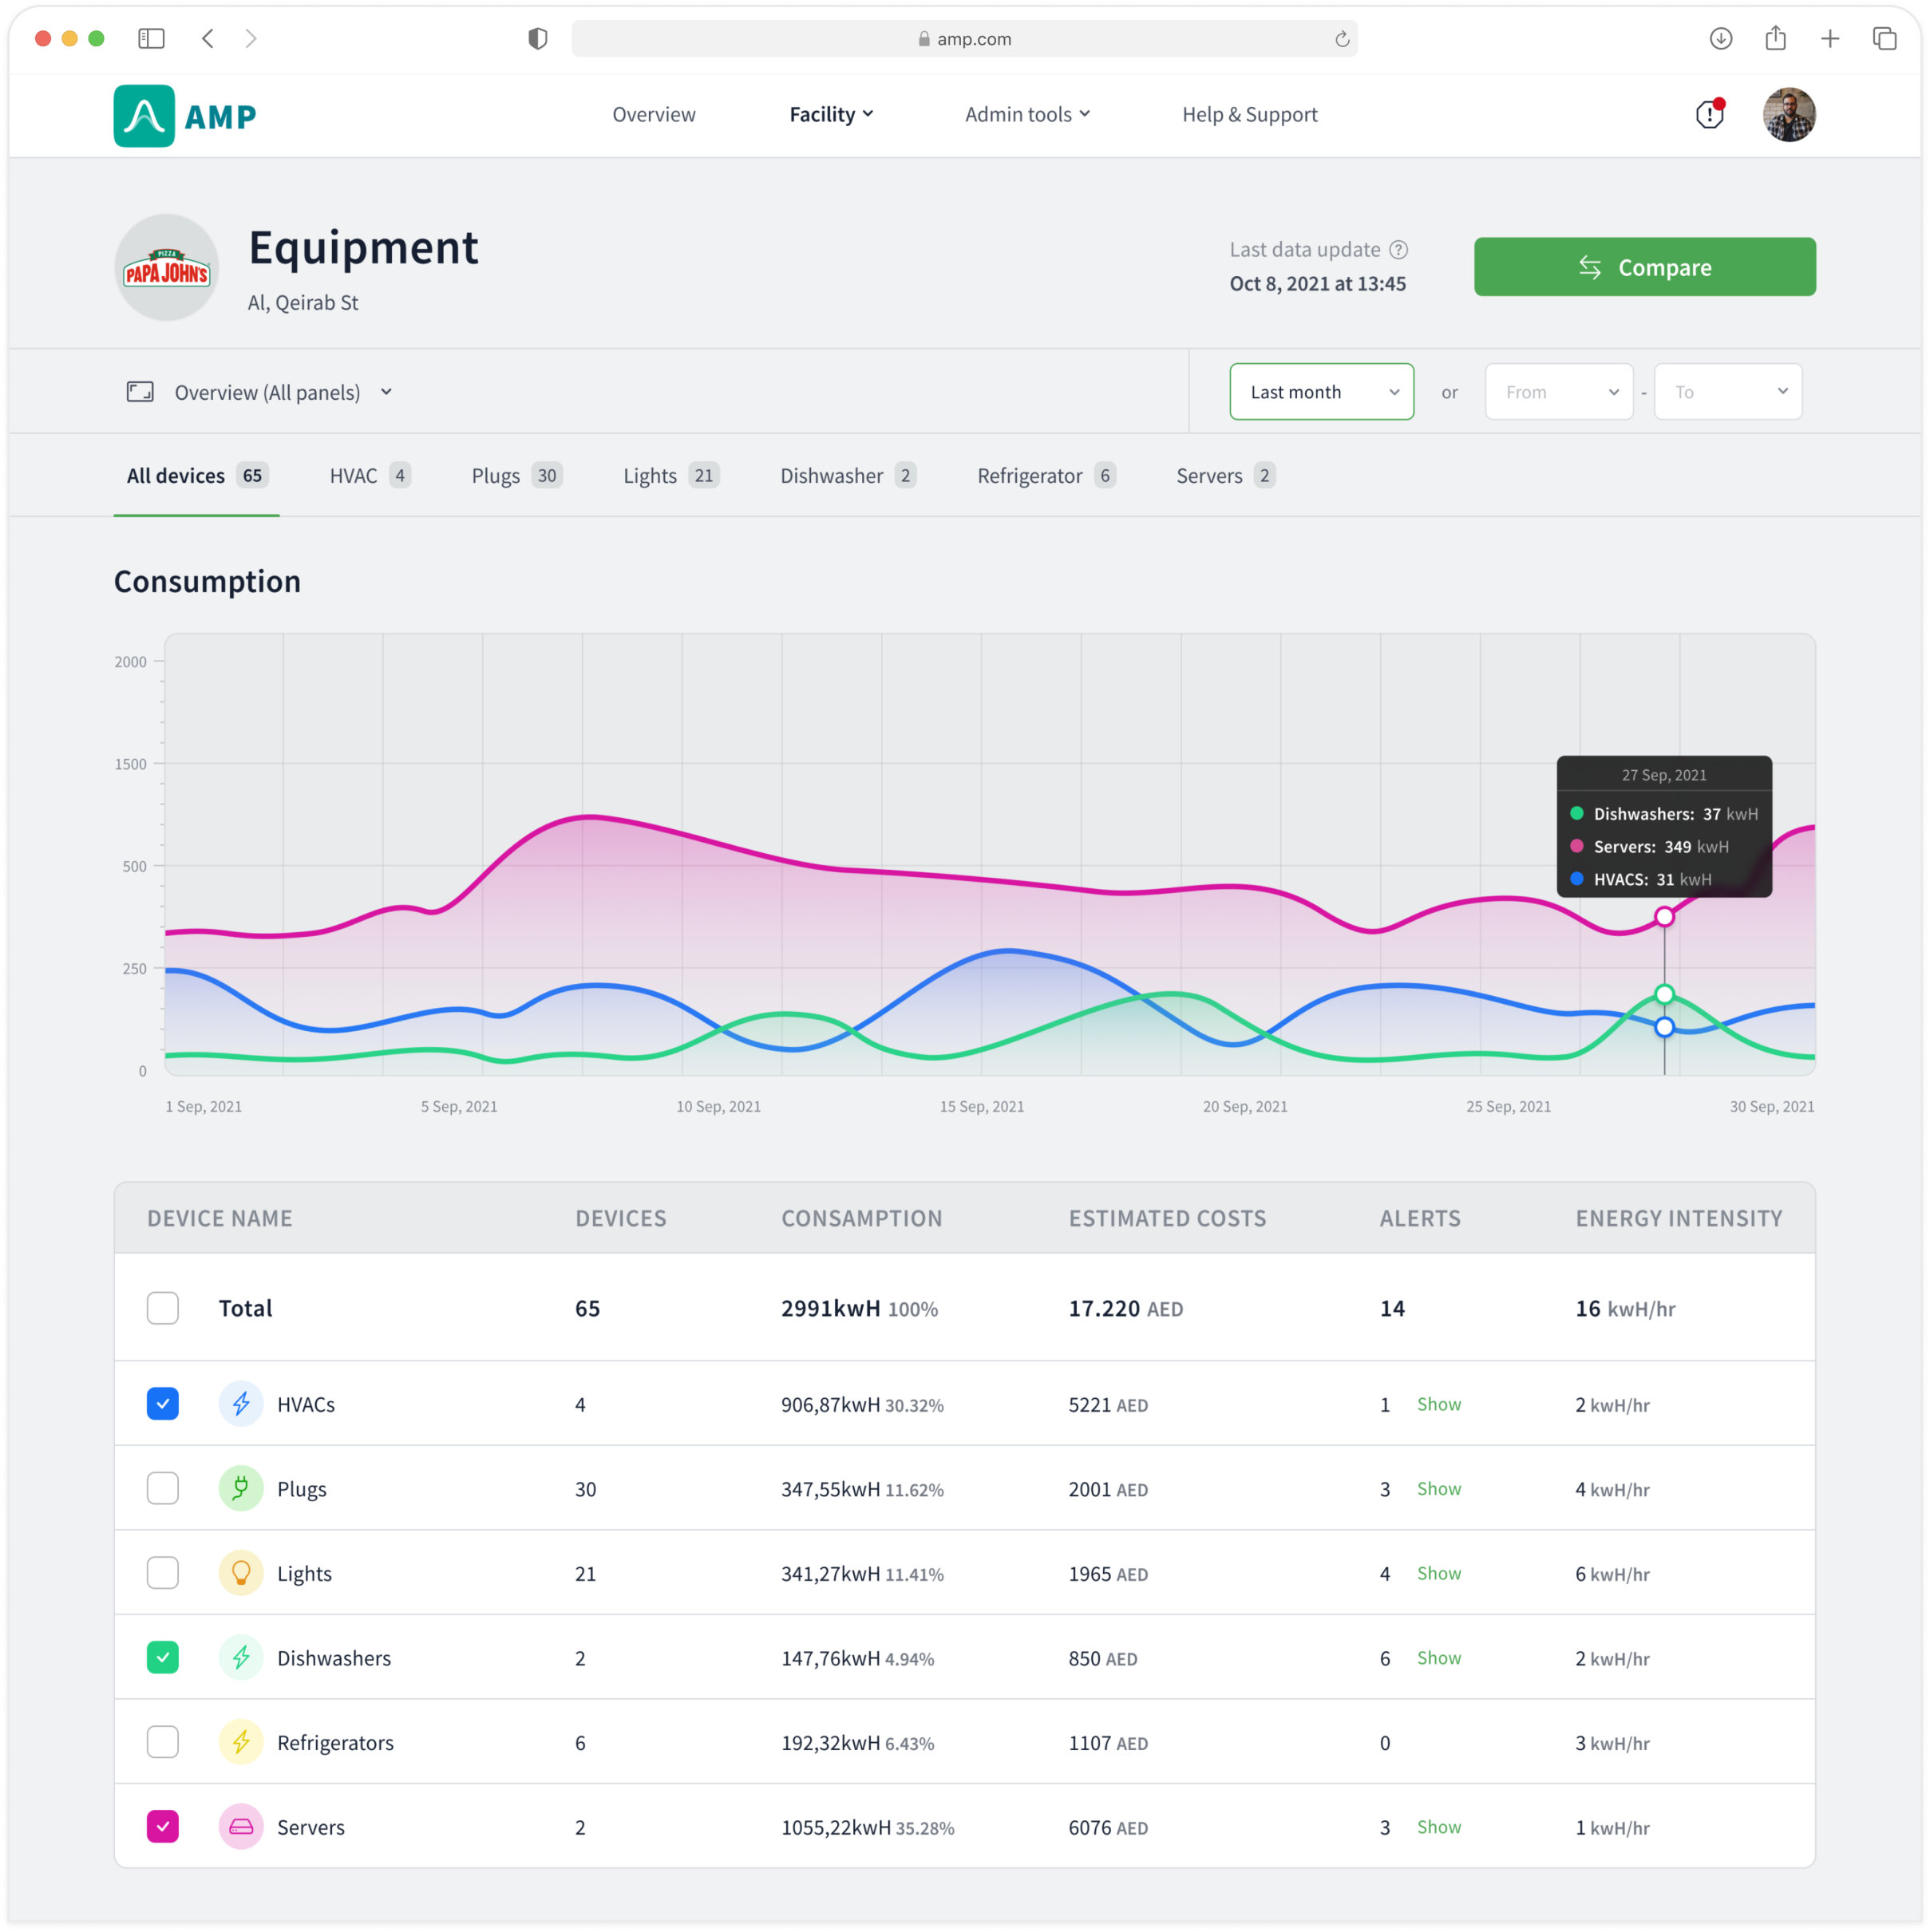 amp.com
AMP
Overview
Facility
Admin tools
Help & Support
PIZZA
PAPA JOHN'S
Equipment
Al, Qeirab St
Last data update ?
Oct 8, 2021 at 13:45
Compare
Overview (All panels)
Last month
or
From
-
To
All devices 65
HVAC 4
Plugs 30
Lights 21
Dishwasher 2
Refrigerator 6
Servers 2
Consumption
2000
1500
500
250
0
27 Sep, 2021
Dishwashers: 37 kwH
Servers: 349 kwH
HVACS: 31 kwH
1 Sep, 2021
5 Sep, 2021
10 Sep, 2021
15 Sep, 2021
20 Sep, 2021
25 Sep, 2021
30 Sep, 2021
DEVICE NAME DEVICES CONSAMPTION ESTIMATED COSTS ALERTS ENERGY INTENSITY
Total 65 2991kwH 100% 17.220 AED 14 16 kwH/hr
HVACs 4 906,87kwH 30.32% 5221 AED 1 Show 2 kwH/hr
Plugs 30 347,55kwH 11.62% 2001 AED 3 Show 4 kwH/hr
Lights 21 341,27kwH 11.41% 1965 AED 4 Show 6 kwH/hr
Dishwashers 2 147,76kwH 4.94% 850 AED 6 Show 2 kwH/hr
Refrigerators 6 192,32kwH 6.43% 1107 AED 0 3 kwH/hr
Servers 2 1055,22kwH 35.28% 6076 AED 3 Show 1 kwH/hr